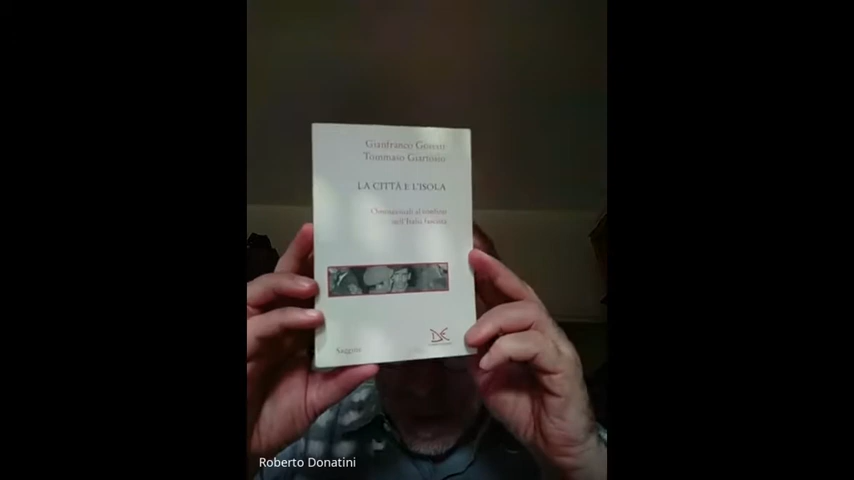 Gianfranco Goretti
Tommaso Giartosio
LA CITTÀ E L'ISOLA
Omosessuali al confino
nell'Italia fascista
Saggine
Roberto Donatini